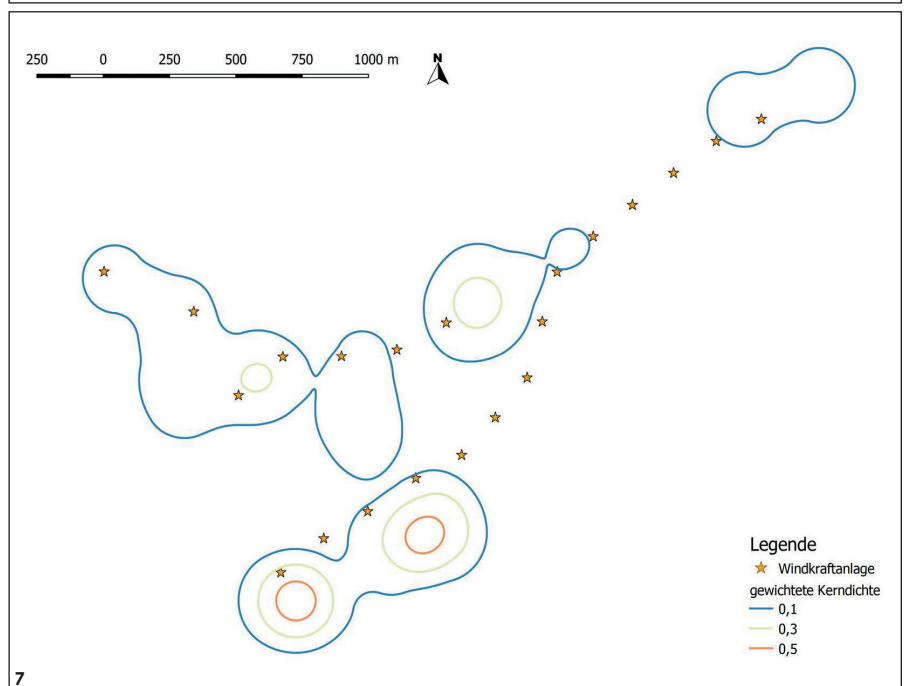 250 0 250 500 750 1000 m
N
Legende
Windkraftanlage
gewichtete Kerndichte
0,1
0,3
0,5
7